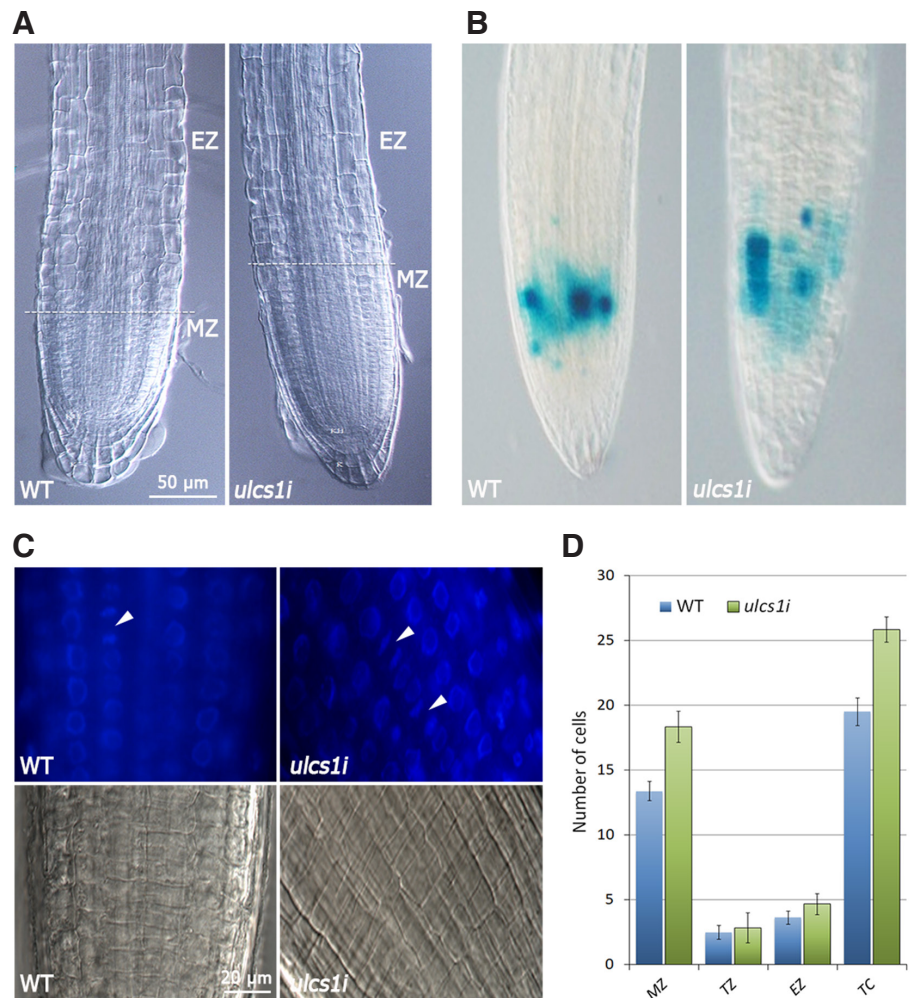 A
EZ
EZ
MZ
MZ
WT
50 μm
ulcs1i
B
WT
ulcs1i
C
WT
ulcs1i
WT
20 μm
ulcs1i
D
30
WT
ulcs1i
25
20
15
10
5
0
Number of cells
MZ
TZ
EZ
TC